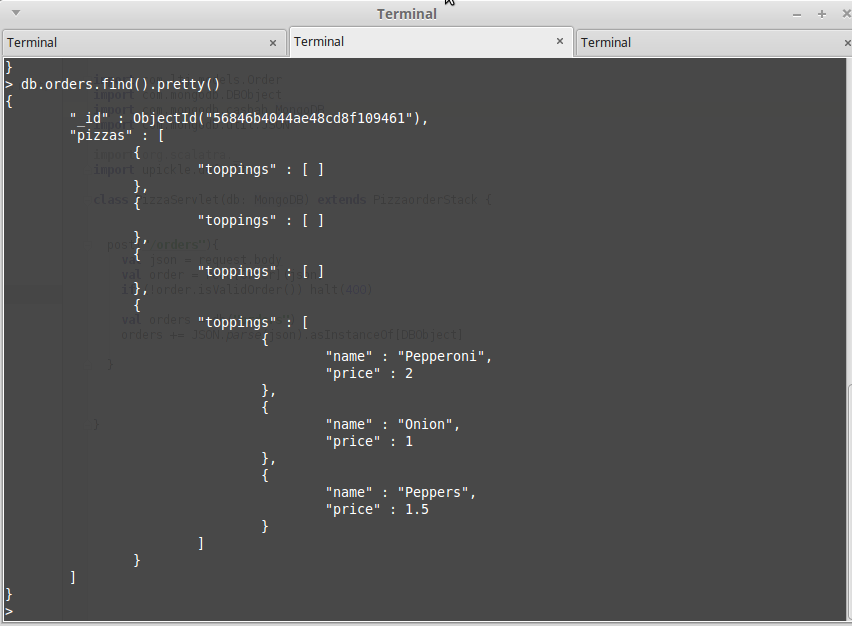 Terminal
Terminal
Terminal
Terminal
}
> db.orders.find().pretty()
{
"_id" : ObjectId("56846b4044ae48cd8f109461"),
"pizzas" : [
{
"toppings" : [ ]
},
{
"toppings" : [ ]
},
{
"toppings" : [ ]
},
{
"toppings" : [
{
"name" : "Pepperoni",
"price" : 2
},
{
"name" : "Onion",
"price" : 1
},
{
"name" : "Peppers",
"price" : 1.5
}
]
}
]
}
>